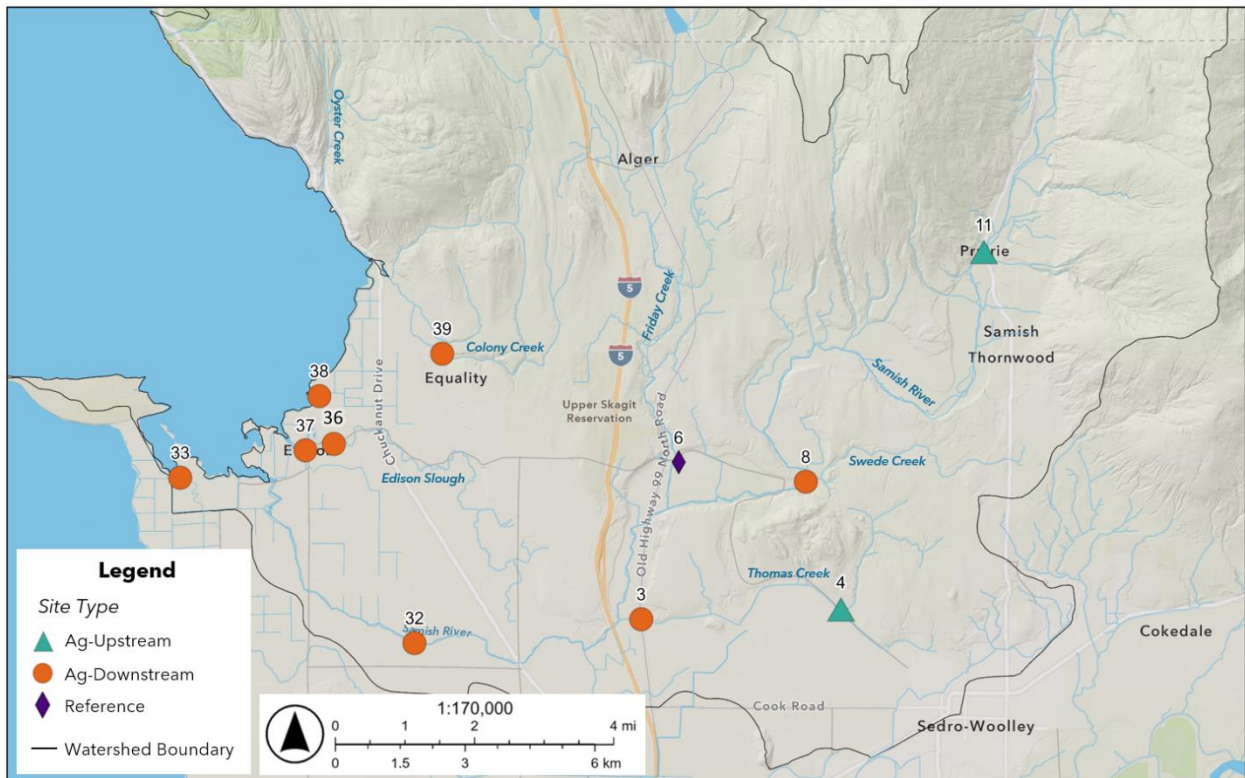 Oyster Creek
Alger
11
Prairie
5
Friday Creek
39
Colony Creek
Samish
Thornwood
Equality
5
38
Chuckanut Drive
Samish River
Upper Skagit
Reservation
37
36
Old Highway 99 North Road
6
33
Edison Slough
8
Swede Creek
Thomas Creek
4
3
32
Samish River
Cokedale
Cook Road
Sedro-Woolley
Legend
Site Type
Ag-Upstream
Ag-Downstream
Reference
Watershed Boundary
1:170,000
0 1 2 4 mi
0 1.5 3 6 km